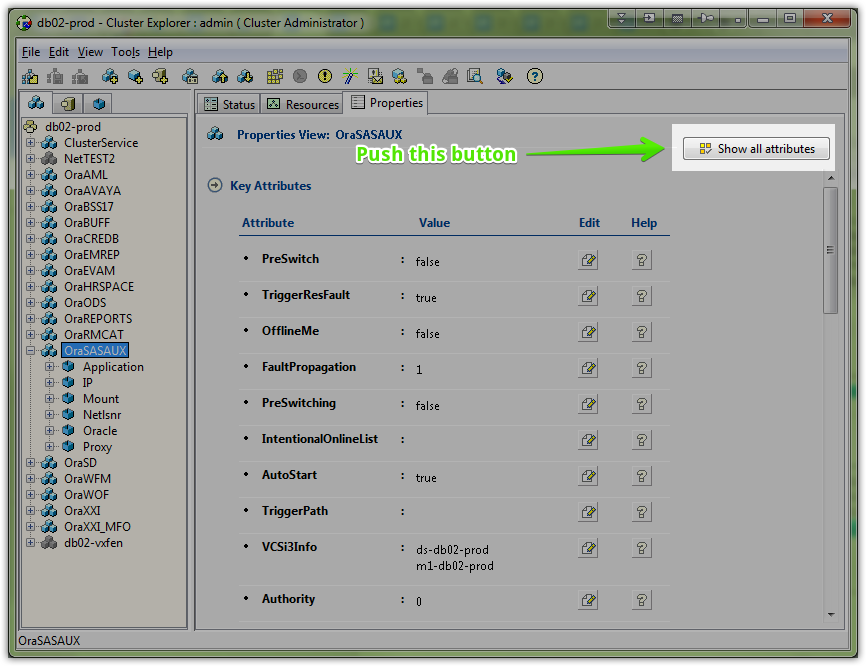 db02-prod - Cluster Explorer : admin ( Cluster Administrator )
File Edit View Tools Help
Status Resources Properties
db02-prod
ClusterService
NetTEST2
OraAML
OraAVAYA
OraBSS17
OraBUFF
OraCREDB
OraEMREP
OraEVAM
OraHRSPACE
OraODS
OraREPORTS
OraRMCAT
OraSASAUX
Application
IP
Mount
Netlsnr
Oracle
Proxy
OraSD
OraWFM
OraWOF
OraXXI
OraXXI_MFO
db02-vxfen
Properties View: OraSASAUX
Push this button
Show all attributes
Key Attributes
Attribute Value Edit Help
• PreSwitch : false
• TriggerResFault : true
• OfflineMe : false
• FaultPropagation : 1
• PreSwitching : false
• IntentionalOnlineList :
• AutoStart : true
• TriggerPath :
• VCSi3Info : ds-db02-prod
m1-db02-prod
• Authority : 0
OraSASAUX